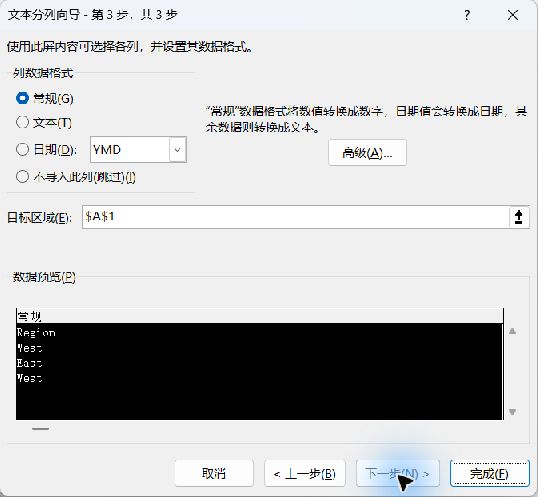 文本分列向导 - 第 3 步，共 3 步
使用此屏内容可选择各列，并设置其数据格式。
列数据格式
常规(G)
文本(T)
日期(D): YMD
不导入此列(跳过)(I)
“常规”数据格式将数值转换成数字，日期值会转换成日期，其
余数据则转换成文本。
高级(A)...
目标区域(E): $A$1
数据预览(P)
常规
Region
West
East
West
取消 < 上一步(B) 下一步(N) > 完成(F)